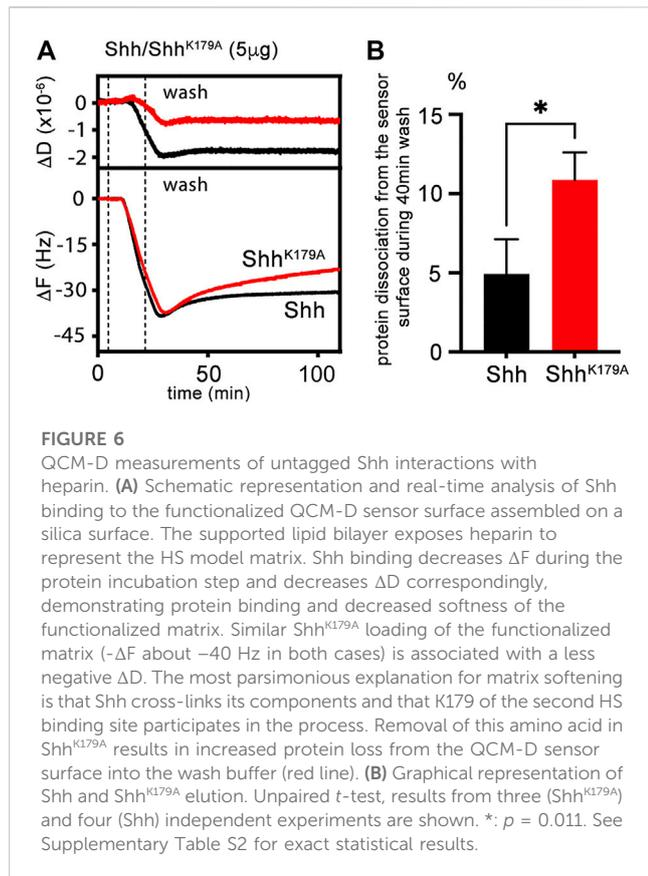 A
Shh/Shh^K179A (5µg)
wash
ΔD (x10⁻⁶)
0
-1
-2
wash
ΔF (Hz)
0
-15
-30
-45
Shh^K179A
Shh
0
50
100
time (min)
B
%
*
protein dissociation from the sensor
surface during 40min wash
15
10
5
0
Shh
Shh^K179A
FIGURE 6
QCM-D measurements of untagged Shh interactions with
heparin. (A) Schematic representation and real-time analysis of Shh
binding to the functionalized QCM-D sensor surface assembled on a
silica surface. The supported lipid bilayer exposes heparin to
represent the HS model matrix. Shh binding decreases ΔF during the
protein incubation step and decreases ΔD correspondingly,
demonstrating protein binding and decreased softness of the
functionalized matrix. Similar Shh^K179A loading of the functionalized
matrix (-ΔF about −40 Hz in both cases) is associated with a less
negative ΔD. The most parsimonious explanation for matrix softening
is that Shh cross-links its components and that K179 of the second HS
binding site participates in the process. Removal of this amino acid in
Shh^K179A results in increased protein loss from the QCM-D sensor
surface into the wash buffer (red line). (B) Graphical representation of
Shh and Shh^K179A elution. Unpaired t-test, results from three (Shh^K179A)
and four (Shh) independent experiments are shown. *: p = 0.011. See
Supplementary Table S2 for exact statistical results.